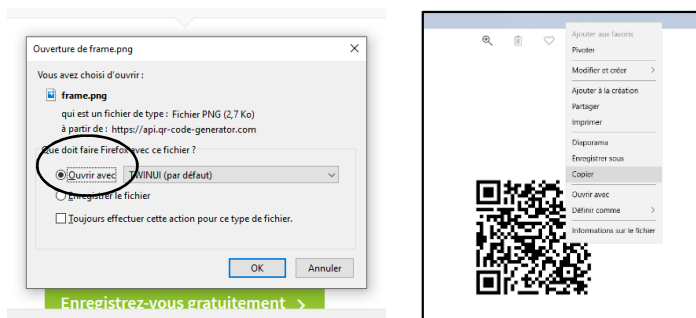 Ouverture de frame.png
Vous avez choisi d'ouvrir :
frame.png
qui est un fichier de type : Fichier PNG (2,7 Ko)
à partir de : https://api.qr-code-generator.com
Que doit faire Firefox avec ce fichier ?
Ouvrir avec TWINUI (par défaut)
Enregistrer le fichier
Toujours effectuer cette action pour ce type de fichier.
OK Annuler
Enregistrez-vous gratuitement >
Ajouter aux favoris
Pivoter
Modifier et créer >
Ajouter à la création
Partager
Imprimer
Diaporama
Enregistrer sous
Copier
Ouvrir avec
Définir comme >
Informations sur le fichier